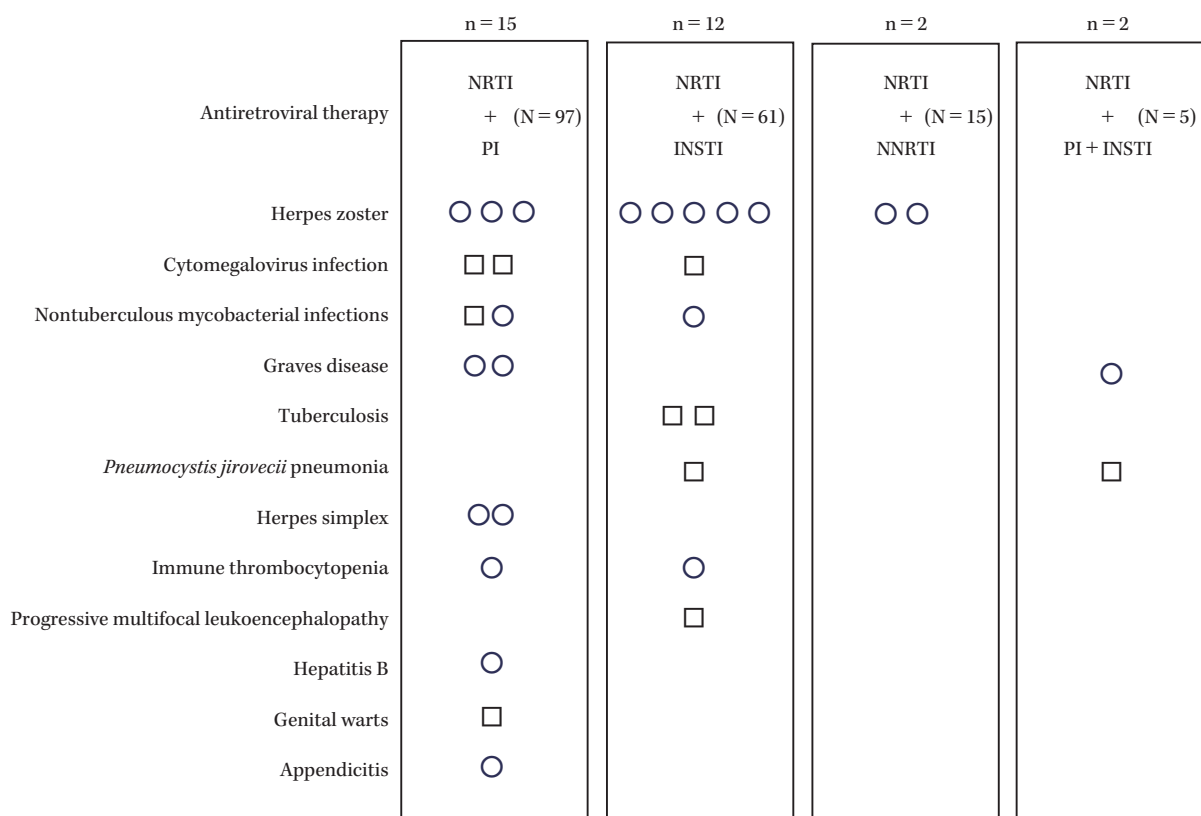 n = 15 n = 12 n = 2 n = 2
NRTI NRTI NRTI NRTI
Antiretroviral therapy + (N = 97) + (N = 61) + (N = 15) + (N = 5)
PI INSTI NNRTI PI + INSTI
Herpes zoster
Cytomegalovirus infection
Nontuberculous mycobacterial infections
Graves disease
Tuberculosis
Pneumocystis jirovecii pneumonia
Herpes simplex
Immune thrombocytopenia
Progressive multifocal leukoencephalopathy
Hepatitis B
Genital warts
Appendicitis